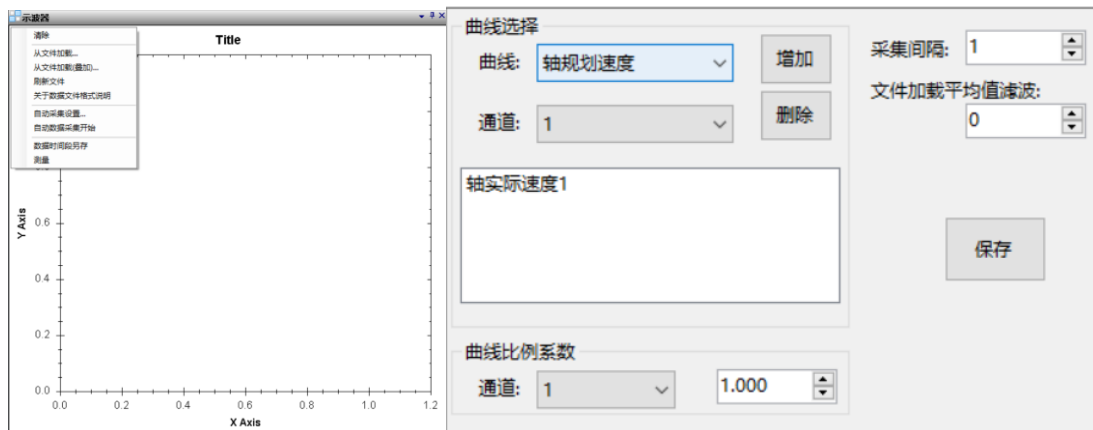 示波器
清除
从文件加载...
从文件加载(叠加)...
刷新文件
关于数据文件格式说明
自动采集设置...
自动数据采集开始
数据时间段另存
测量
Title
Y Axis
0.6
0.4
0.2
0.0
0.0 0.2 0.4 0.6 0.8 1.0 1.2
X Axis
曲线选择
曲线: 轴规划速度 增加
通道: 1 删除
轴实际速度1
曲线比例系数
通道: 1 1.000
采集间隔: 1
文件加载平均值滤波:
0
保存